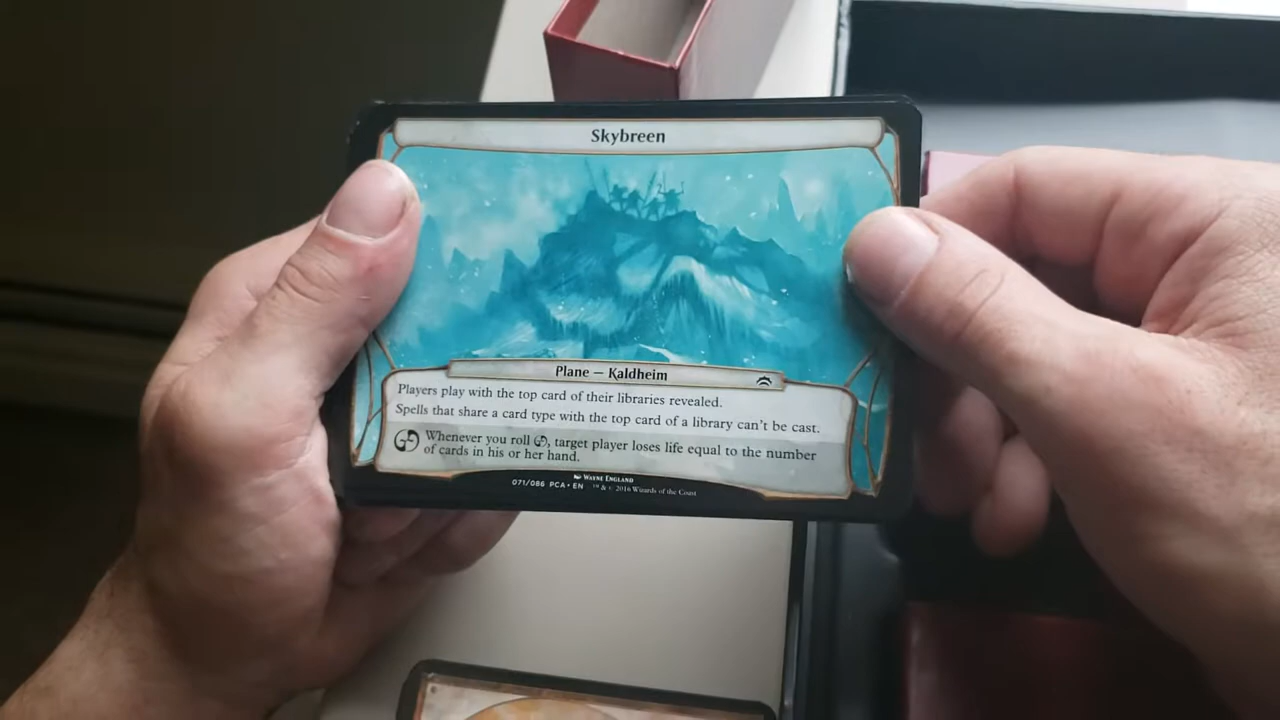 Skybreen
Plane — Kaldheim
Players play with the top card of their libraries revealed.
Spells that share a card type with the top card of a library can't be cast.
Whenever you roll , target player loses life equal to the number
of cards in his or her hand.
Wayne England
071/086 PCA • EN ™ & © 2016 Wizards of the Coast